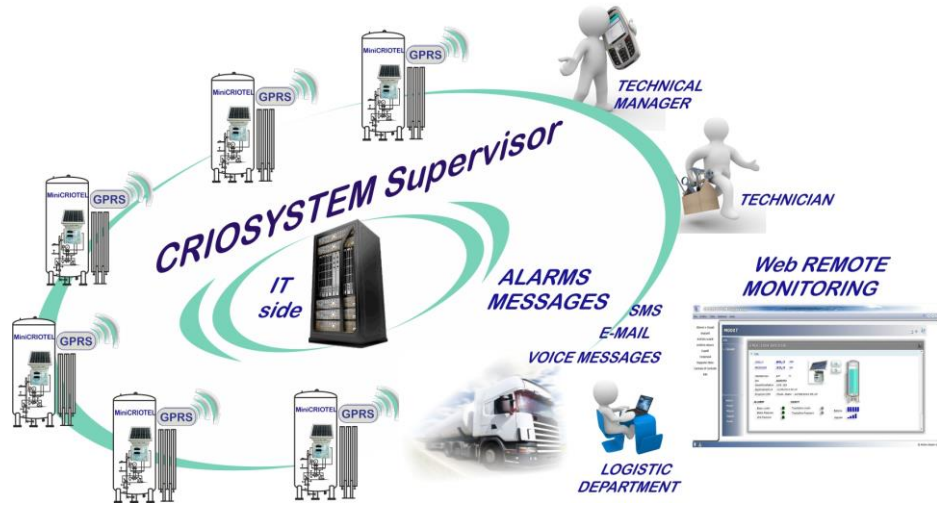 MiniCRIOTEL
GPRS
MiniCRIOTEL
GPRS
MiniCRIOTEL
GPRS
MiniCRIOTEL
GPRS
MiniCRIOTEL
GPRS
MiniCRIOTEL
GPRS
TECHNICAL
MANAGER
TECHNICIAN
CRIOSYSTEM Supervisor
IT
side
ALARMS
MESSAGES
SMS
E-MAIL
VOICE MESSAGES
Web REMOTE
MONITORING
LOGISTIC
DEPARTMENT